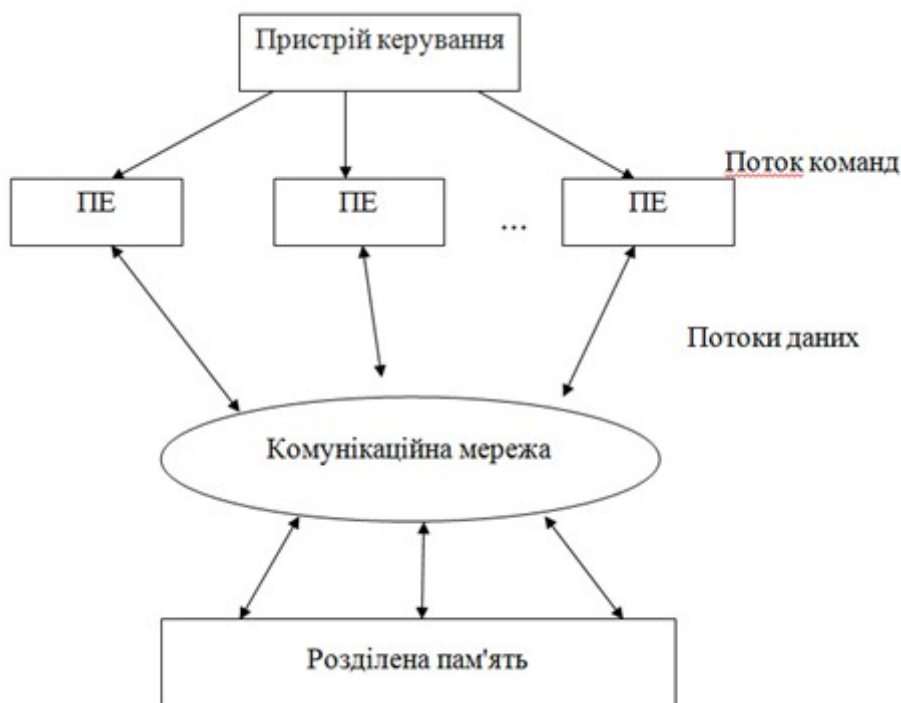 Пристрій керування
Поток команд
ПЕ
ПЕ
...
ПЕ
Потоки даних
Комунікаційна мережа
Розділена пам'ять